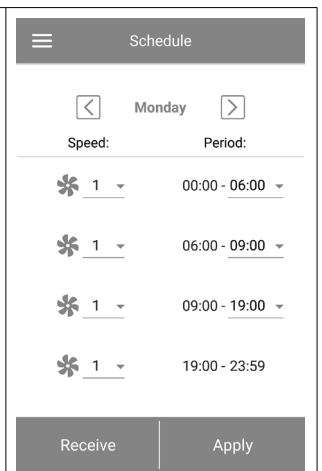 Schedule
Monday
Speed: Period:
1 00:00 - 06:00
1 06:00 - 09:00
1 09:00 - 19:00
1 19:00 - 23:59
Receive Apply